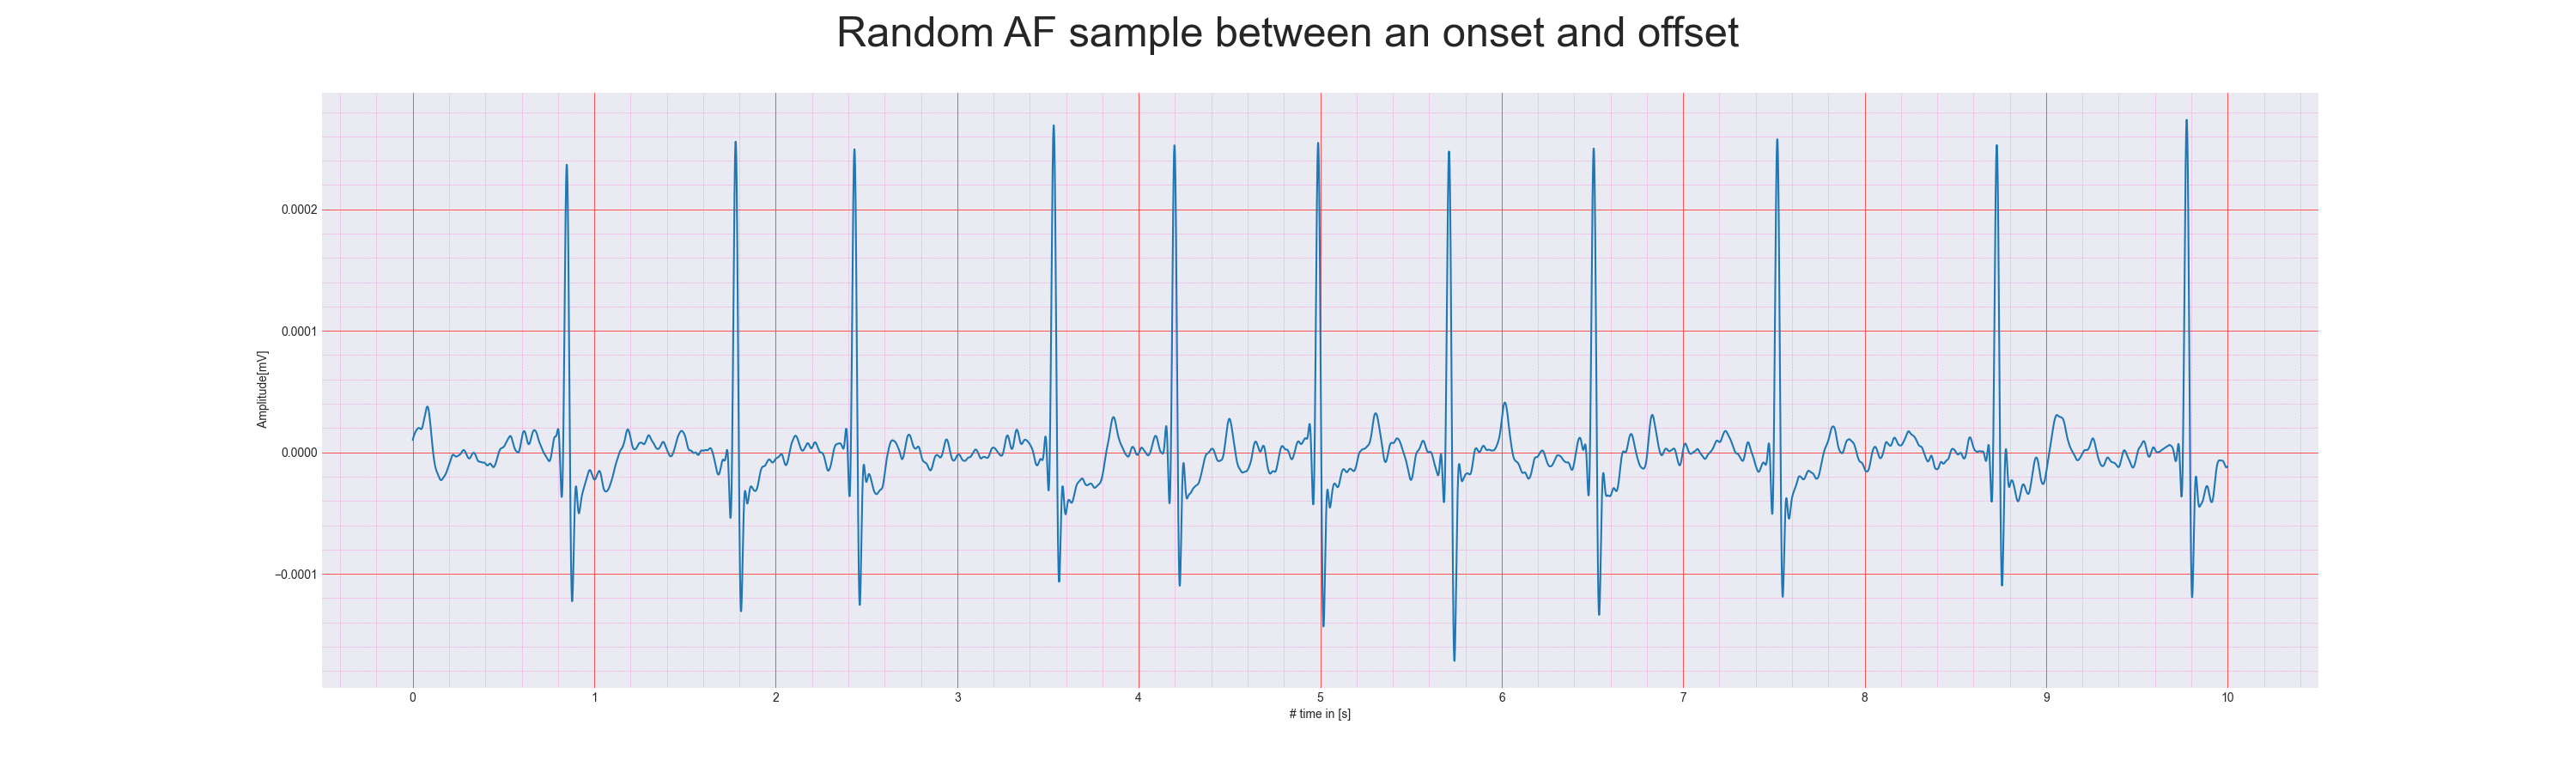 Random AF sample between an onset and offset
Amplitude[mV]
0.0002
0.0001
0.0000
−0.0001
0 1 2 3 4 5 6 7 8 9 10
# time in [s]